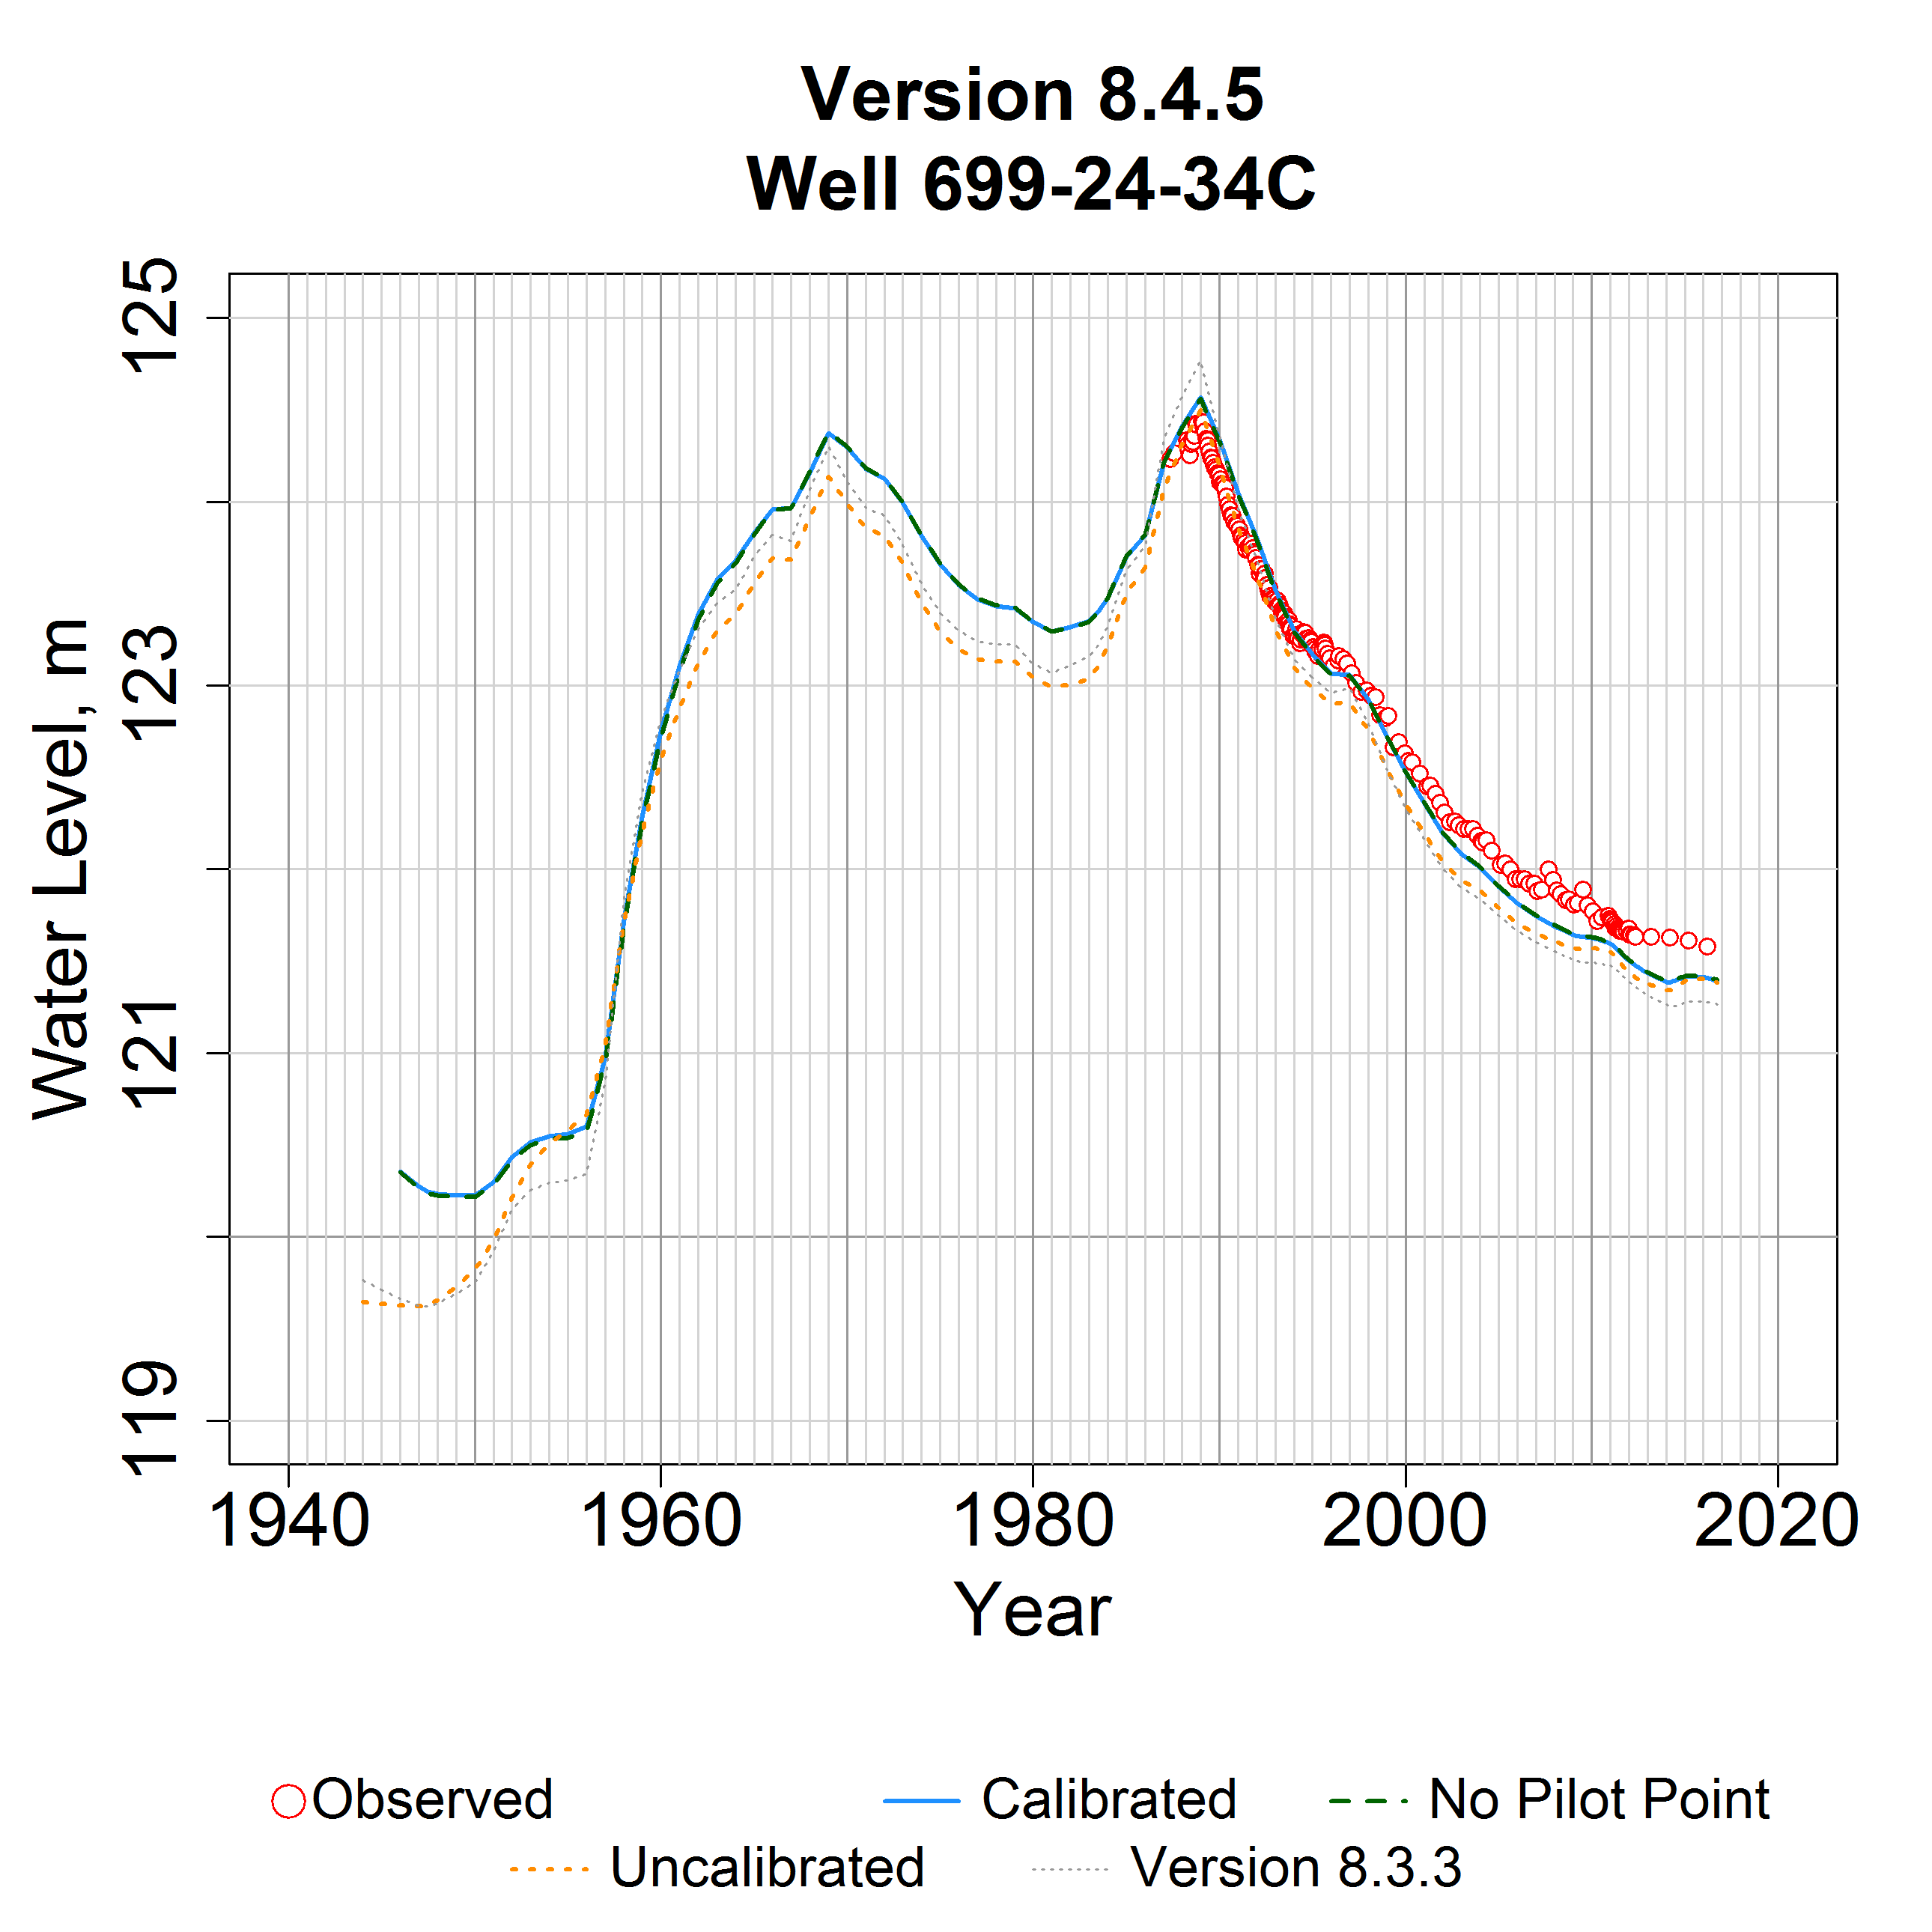 Version 8.4.5
Well 699-24-34C
Water Level, m
125
123
121
119
1940 1960 1980 2000 2020
Year
Observed Calibrated No Pilot Point
Uncalibrated Version 8.3.3